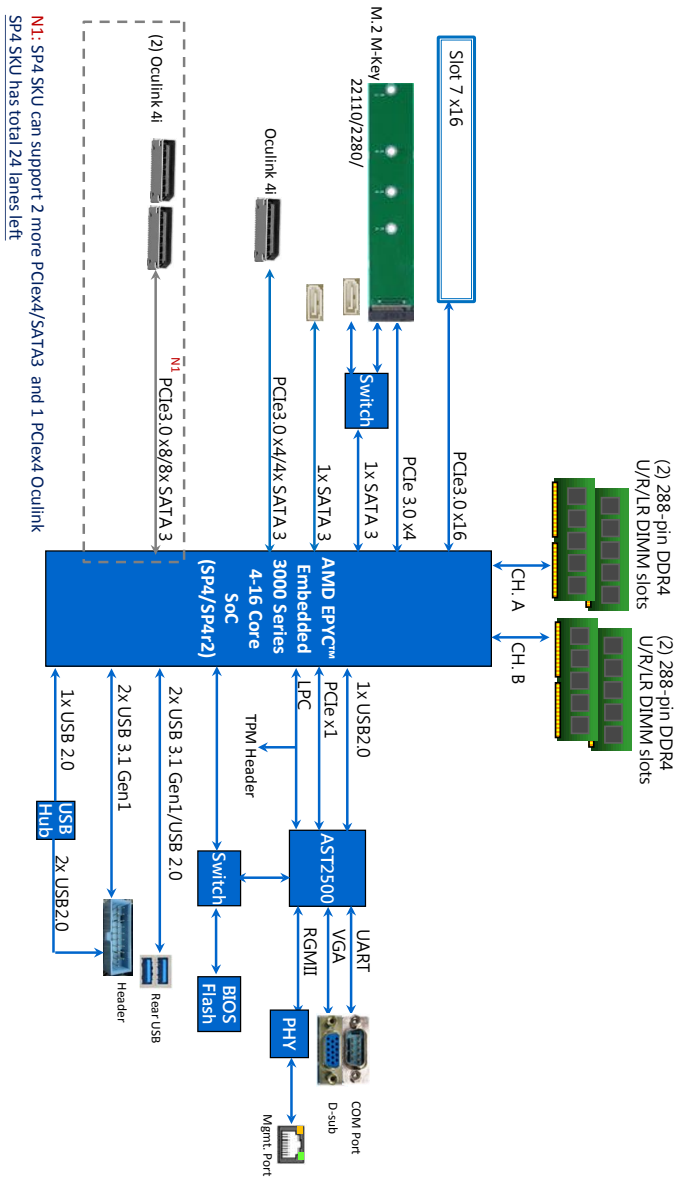 (2) 288-pin DDR4
U/R/LR DIMM slots
(2) 288-pin DDR4
U/R/LR DIMM slots
CH. A
CH. B
Slot 7 x16
PCIe3.0 x16
M.2 M-Key
22110/2280/
PCIe 3.0 x4
Switch
1x SATA 3
1x SATA 3
Oculink 4i
PCIe3.0 x4/4x SATA 3
(2) Oculink 4i
N1
PCIe3.0 x8/8x SATA 3
N1: SP4 SKU can support 2 more PCIex4/SATA3 and 1 PCIex4 Oculink
SP4 SKU has total 24 lanes left
AMD EPYC™
Embedded
3000 Series
4-16 Core
SoC
(SP4/SP4r2)
1x USB2.0
PCIe x1
LPC
TPM Header
AST2500
UART
VGA
RGMII
COM Port
D-sub
PHY
Mgmt. Port
Switch
BIOS
Flash
2x USB 3.1 Gen1/USB 2.0
Rear USB
2x USB 3.1 Gen1
Header
1x USB 2.0
USB
Hub
2x USB2.0